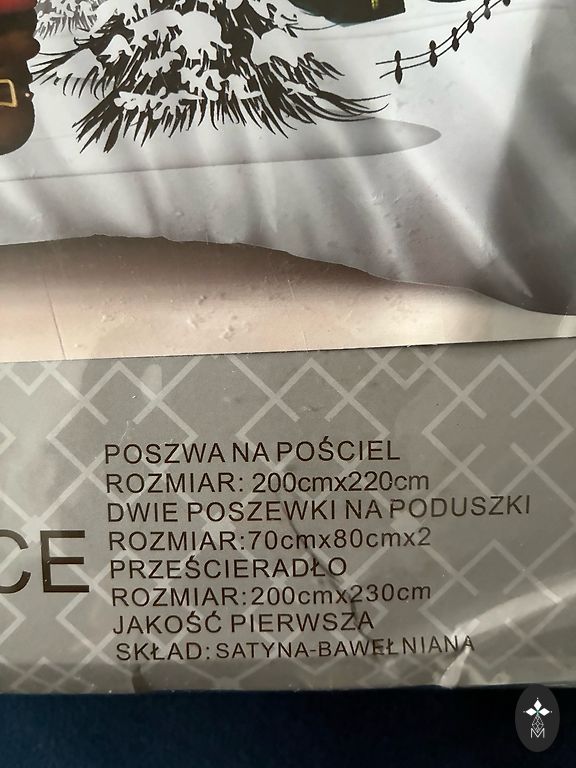 POSZWA NA POŚCIEL
ROZMIAR: 200cmx220cm
DWIE POSZEWKI NA PODUSZKI
CE ROZMIAR:70cmx80cmx2
PRZEŚCIERADŁO
ROZMIAR:200cmx230cm
JAKOŚĆ PIERWSZA
SKŁAD: SATYNA-BAWEŁNIANA
M